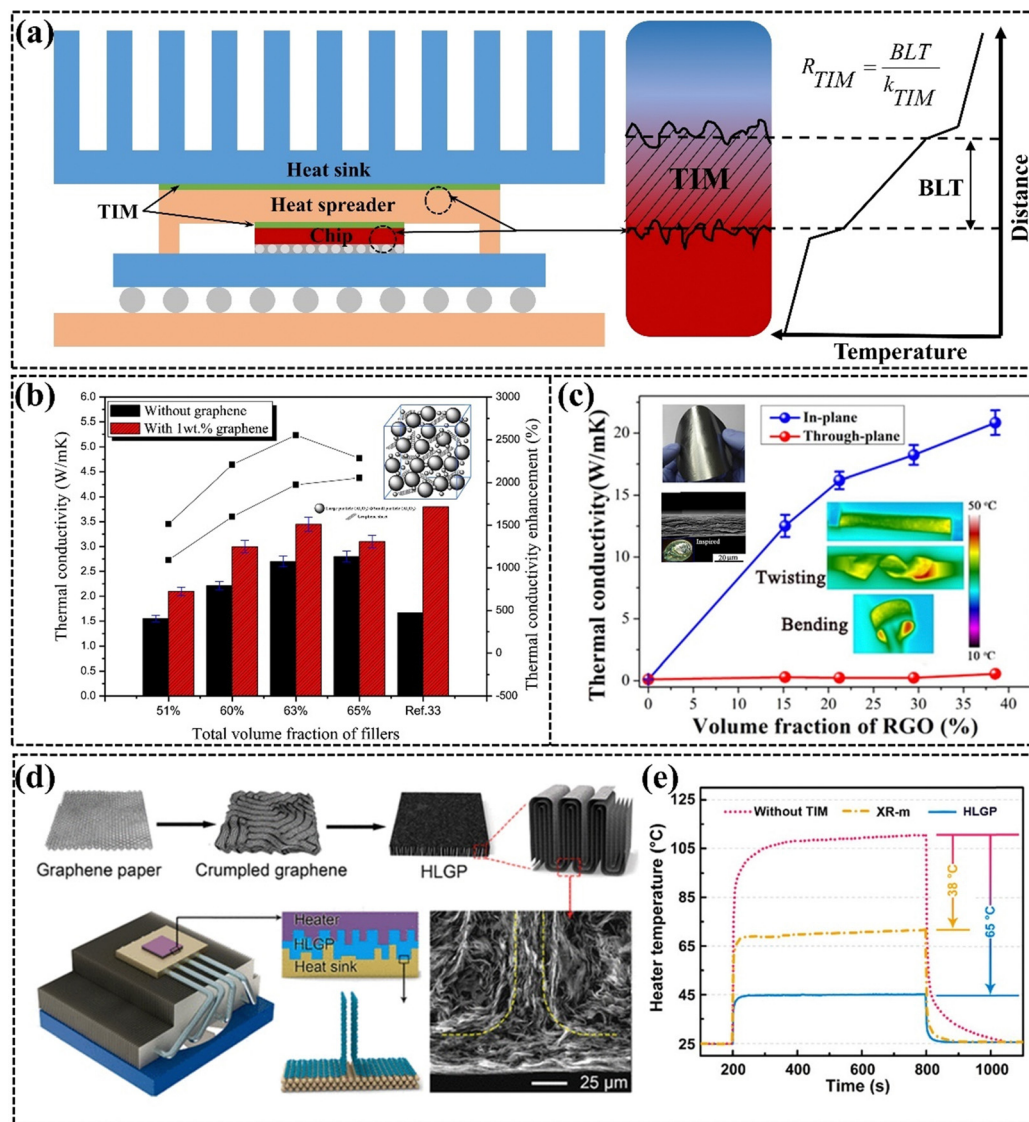 (a)
Heat sink
TIM
Heat spreader
Chip
TIM
R_TIM = BLT / k_TIM
BLT
Distance
Temperature
(b)
Without graphene
With 1wt.% graphene
Thermal conductivity (W/mK)
6.0
5.5
5.0
4.5
4.0
3.5
3.0
2.5
2.0
1.5
1.0
0.5
0.0
3000
2500
2000
1500
1000
500
0
-500
Thermal conductivity enhancement (%)
51% 60% 63% 65% Ref.33
Total volume fraction of fillers
(c)
In-plane
Through-plane
Thermal conductivity(W/mK)
20
15
10
5
0
Inspired
20 μm
Twisting
Bending
50 °C
10 °C
0 5 10 15 20 25 30 35 40
Volume fraction of RGO (%)
(d)
Graphene paper
Crumpled graphene
HLGP
Heater
HLGP
Heat sink
25 μm
(e)
Without TIM XR-m HLGP
Heater temperature (°C)
125
105
85
65
45
25
38 °C
65 °C
200 400 600 800 1000
Time (s)